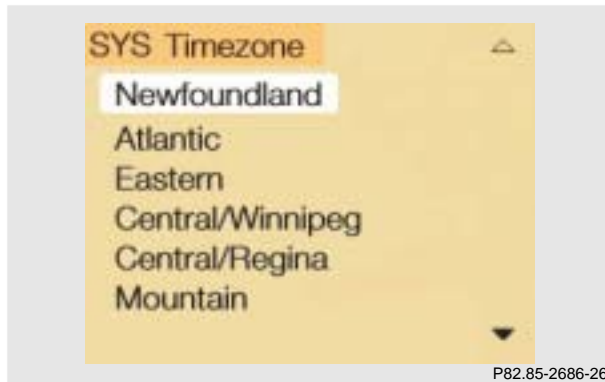 SYS Timezone
Newfoundland
Atlantic
Eastern
Central/Winnipeg
Central/Regina
Mountain
P82.85-2686-26